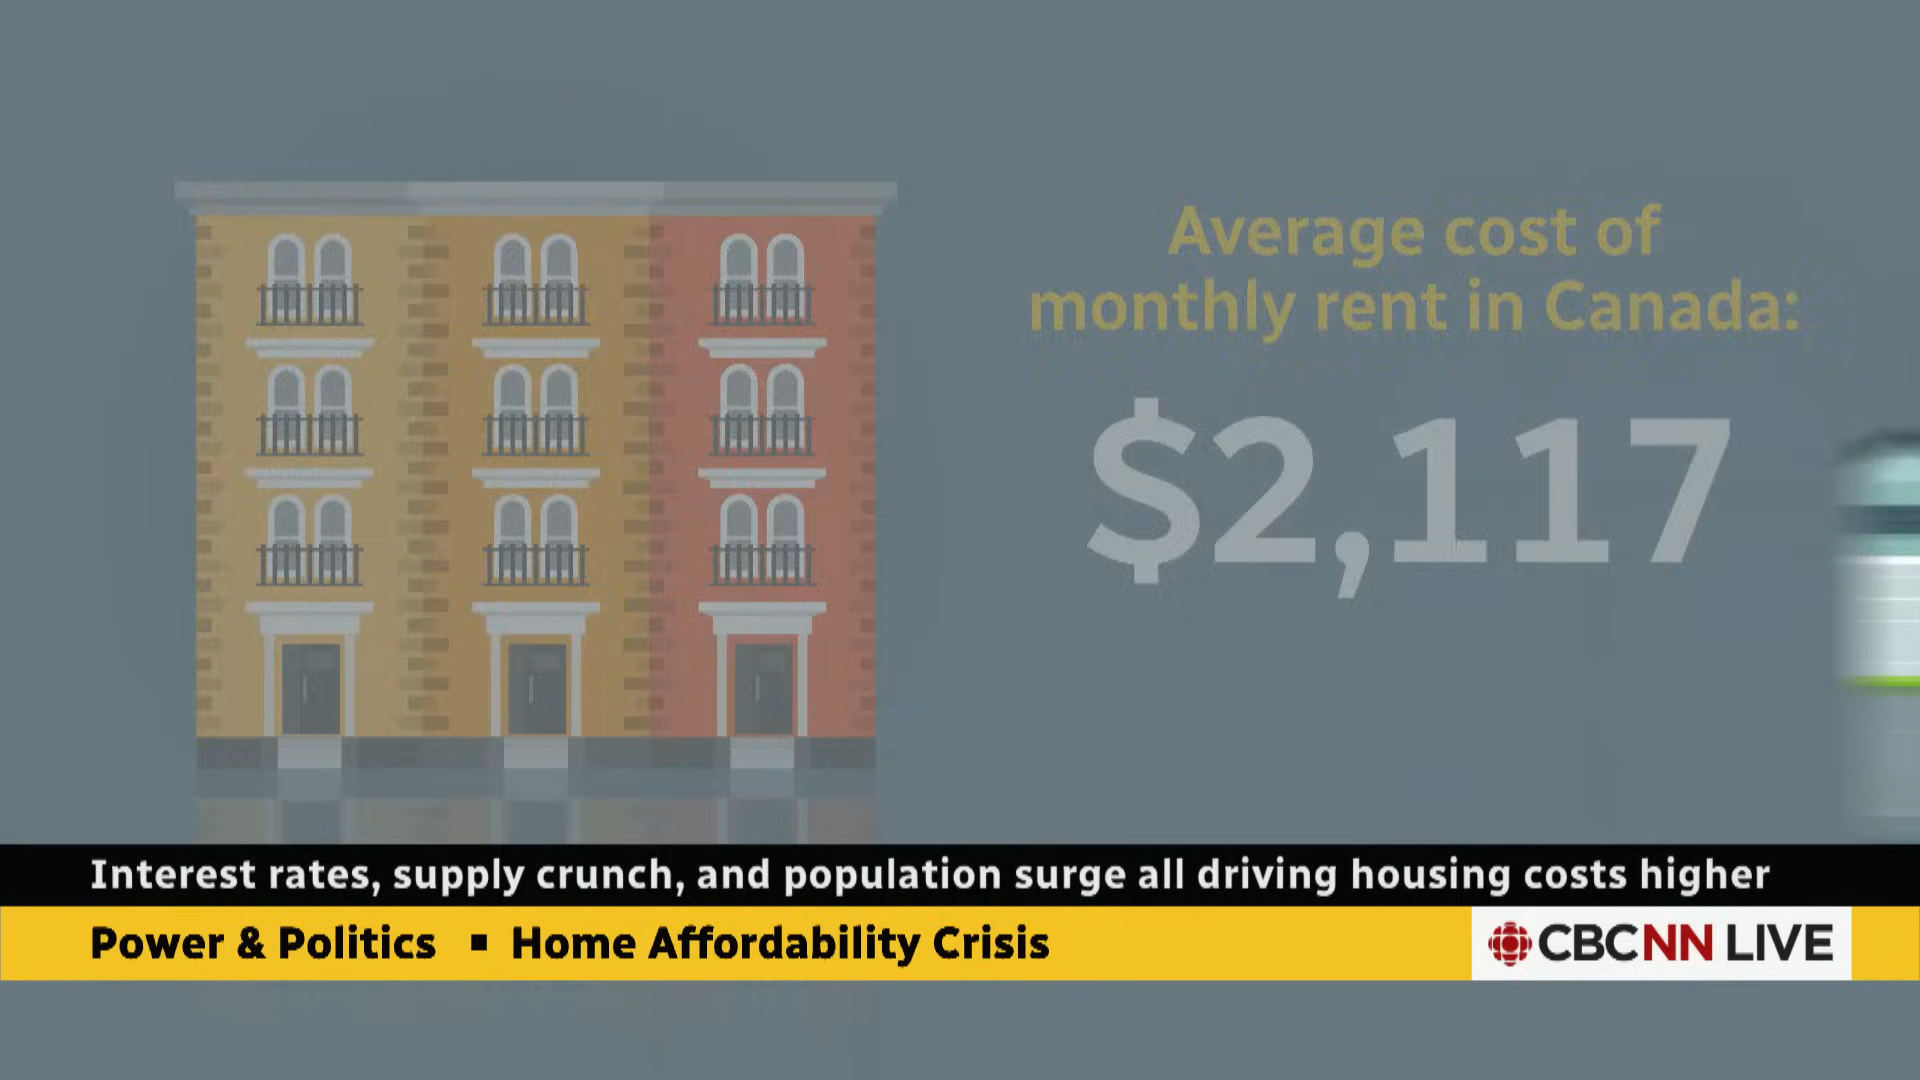 Average cost of
monthly rent in Canada:
$2,117
Interest rates, supply crunch, and population surge all driving housing costs higher
Power & Politics ▪ Home Affordability Crisis
CBCNN LIVE